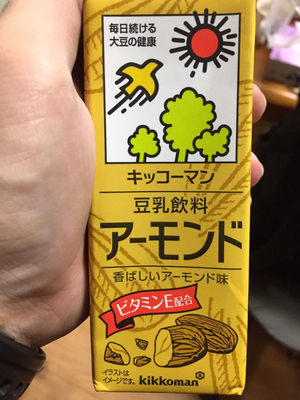 毎日続ける
大豆の健康
キッコーマン
豆乳飲料
アーモンド
香ばしいアーモンド味
ビタミンE配合
イラストは
イメージです。
kikkoman